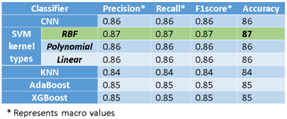 Classifier Precision* Recall* F1score* Accuracy
CNN 0.86 0.86 0.86 86
SVM kernel types RBF 0.87 0.87 0.87 87
Polynomial 0.86 0.86 0.86 86
Linear 0.86 0.86 0.86 86
KNN 0.84 0.84 0.84 84
AdaBoost 0.85 0.85 0.85 85
XGBoost 0.85 0.85 0.85 85
* Represents macro values